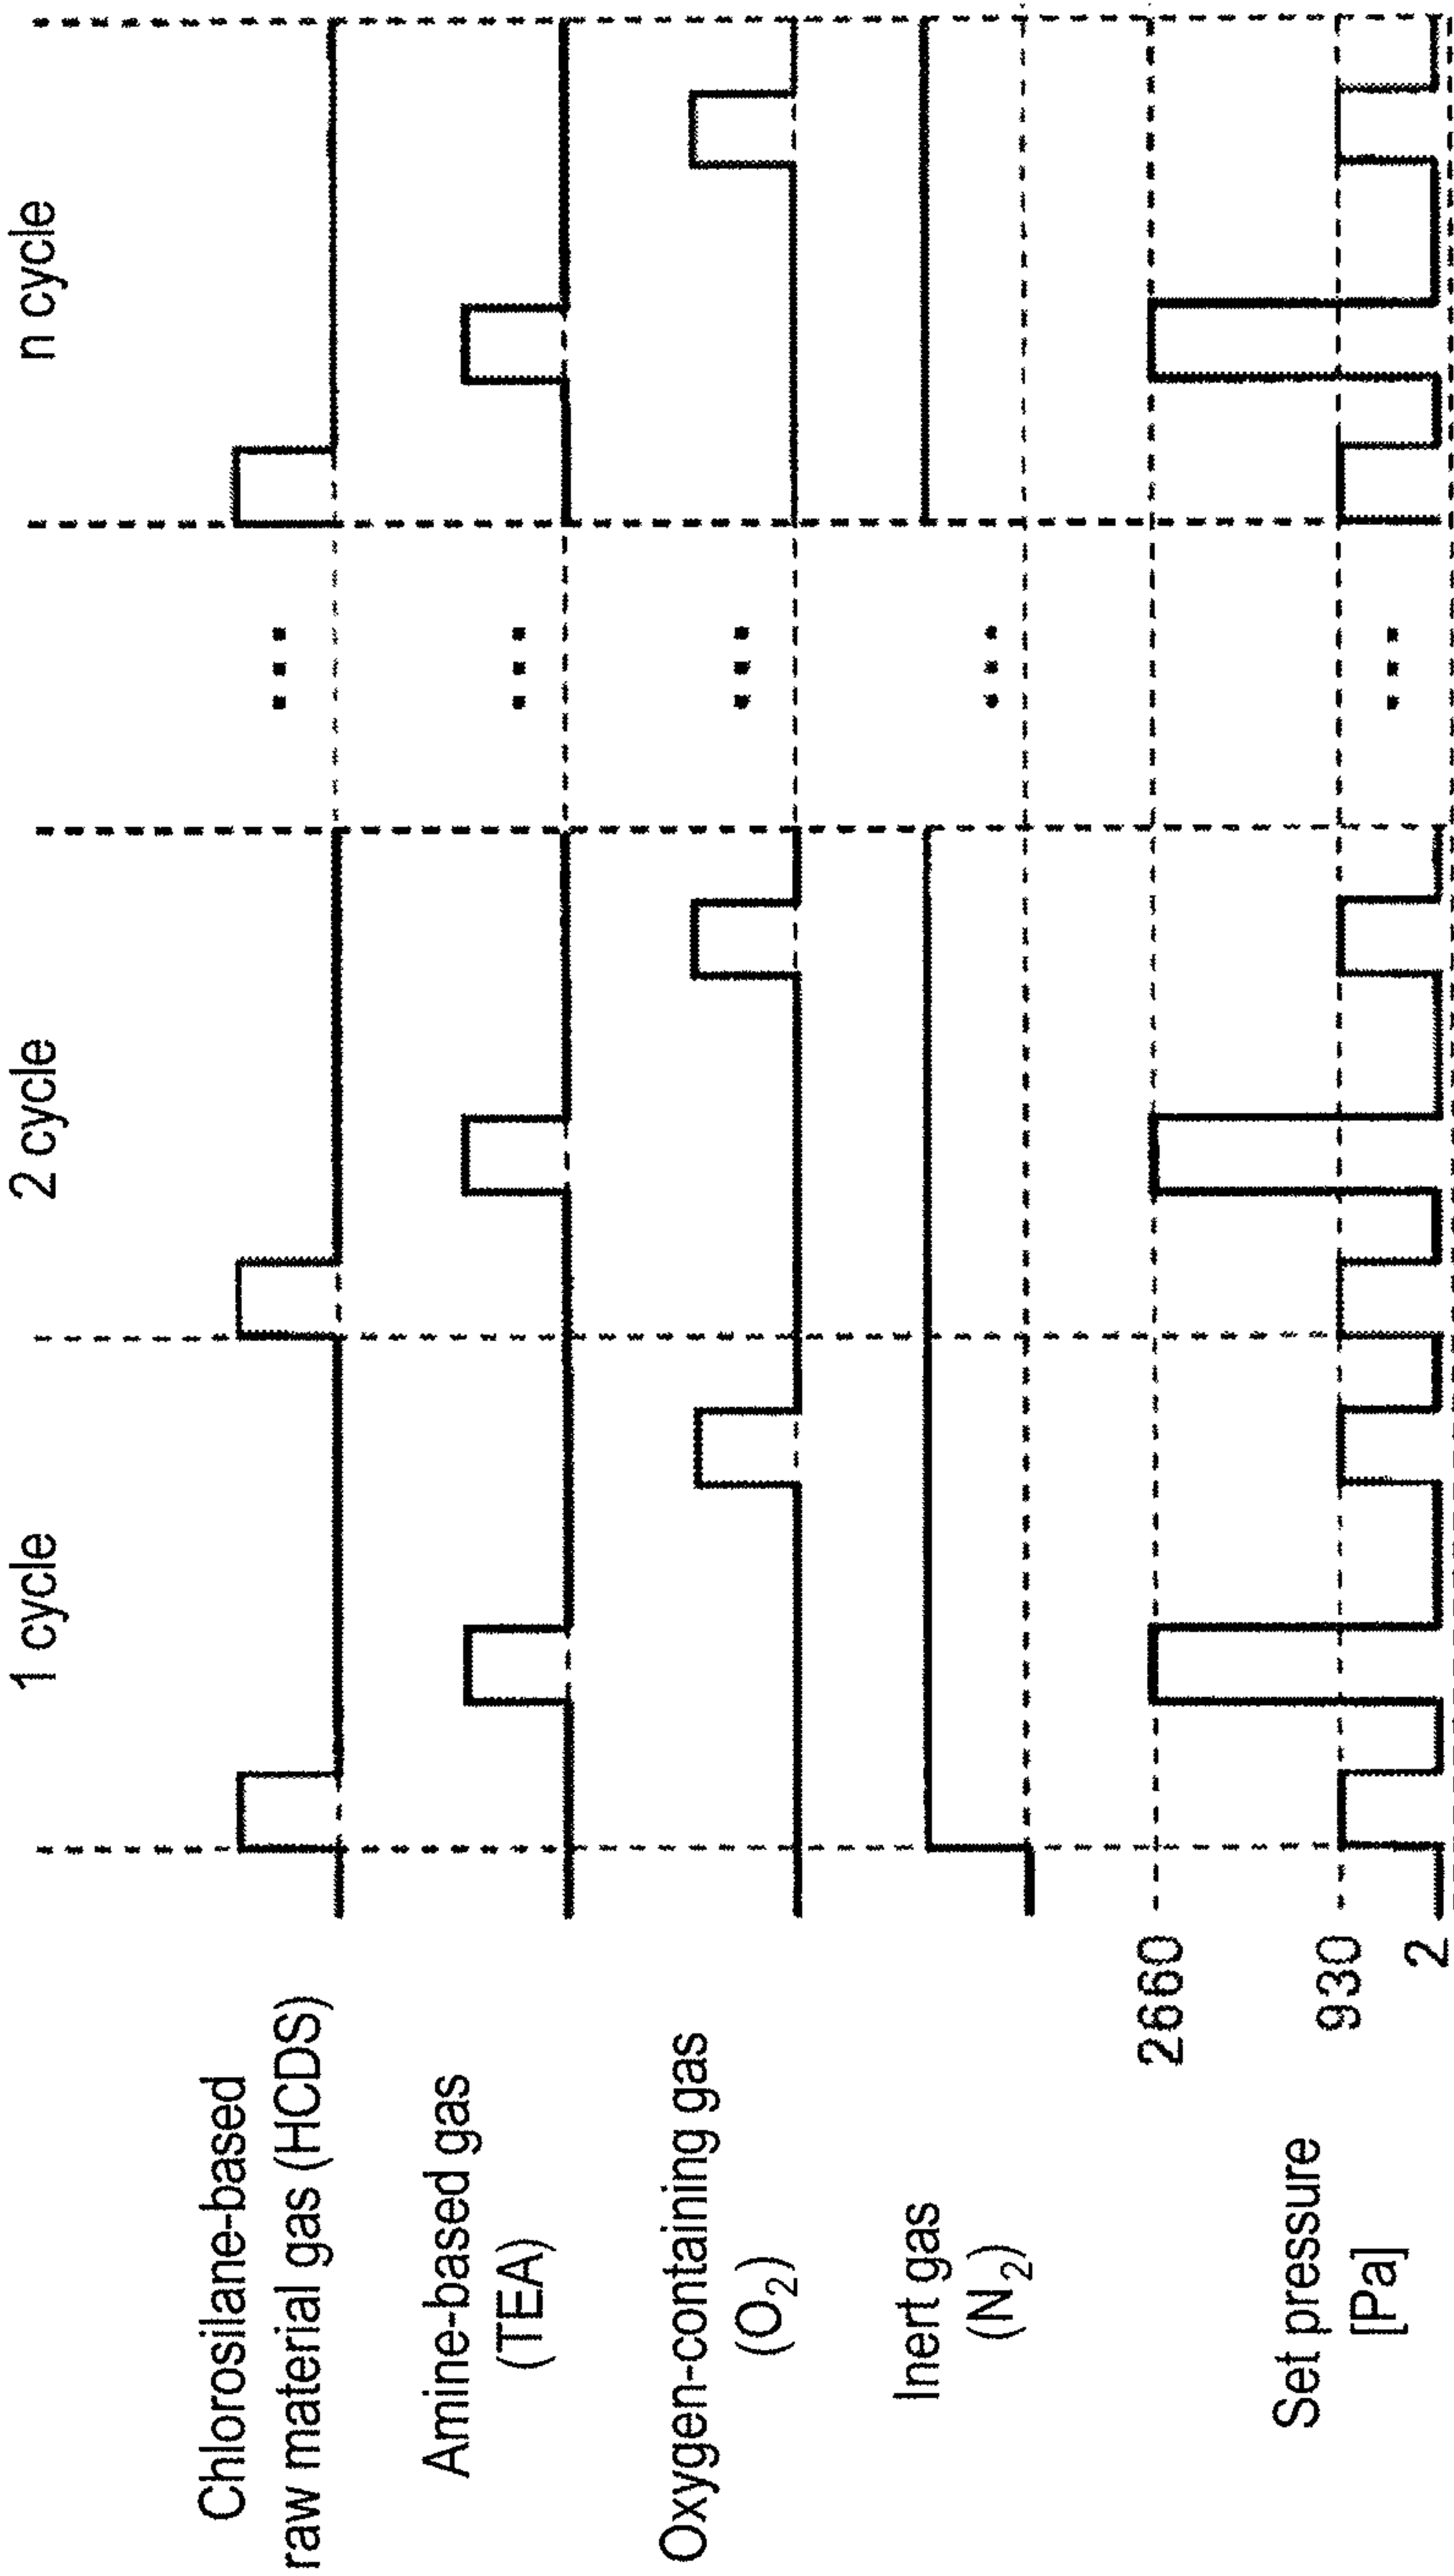 1 cycle
2 cycle
n cycle
Chlorosilane-based
raw material gas (HCDS)
Amine-based gas
(TEA)
Oxygen-containing gas
(O₂)
Inert gas
(N₂)
Set pressure
[Pa]
2660
930
2